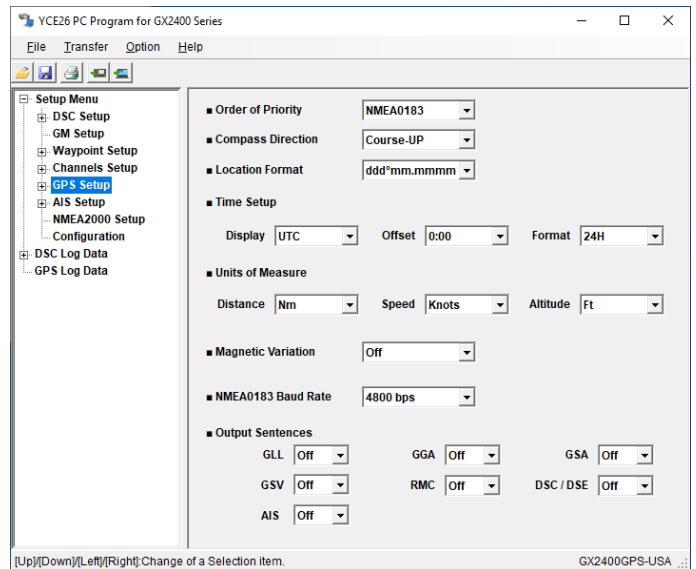 YCE26 PC Program for GX2400 Series
File Transfer Option Help
Setup Menu
DSC Setup
GM Setup
Waypoint Setup
Channels Setup
GPS Setup
AIS Setup
NMEA2000 Setup
Configuration
DSC Log Data
GPS Log Data
Order of Priority NMEA0183
Compass Direction Course-UP
Location Format ddd°mm.mmmm
Time Setup
Display UTC Offset 0:00 Format 24H
Units of Measure
Distance Nm Speed Knots Altitude Ft
Magnetic Variation Off
NMEA0183 Baud Rate 4800 bps
Output Sentences
GLL Off GGA Off GSA Off
GSV Off RMC Off DSC / DSE Off
AIS Off
[Up]/[Down]/[Left]/[Right]:Change of a Selection item. GX2400GPS-USA